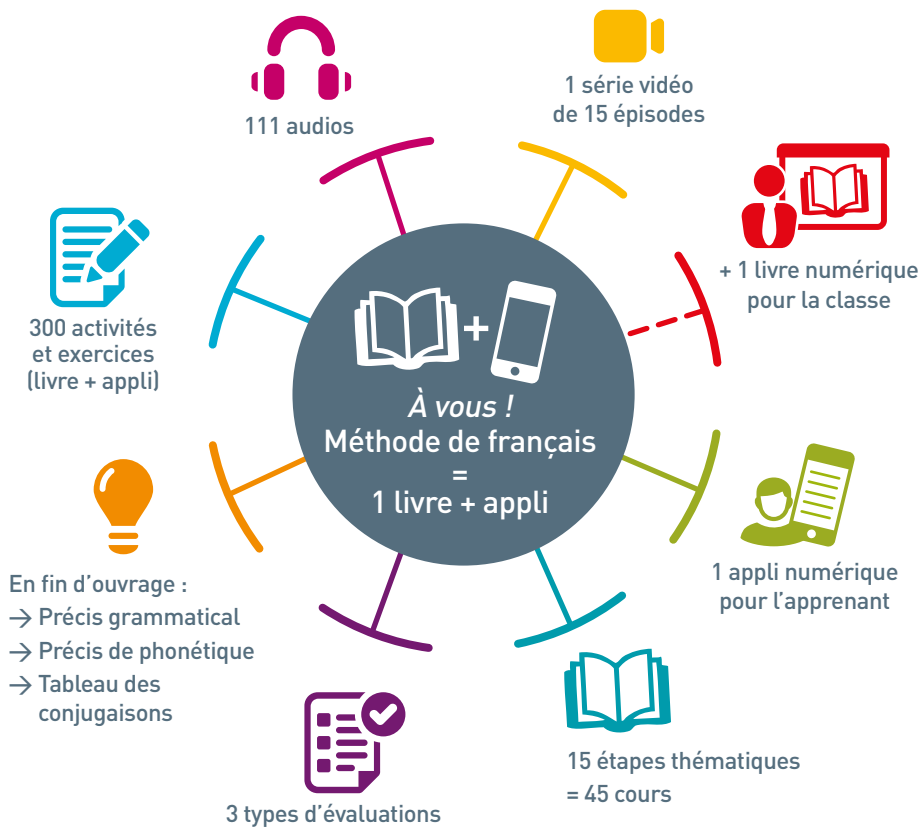 111 audios
1 série vidéo
de 15 épisodes
+ 1 livre numérique
pour la classe
300 activités
et exercices
(livre + appli)
+
À vous !
Méthode de français
=
1 livre + appli
1 appli numérique
pour l'apprenant
En fin d'ouvrage :
→ Précis grammatical
→ Précis de phonétique
→ Tableau des
conjugaisons
15 étapes thématiques
= 45 cours
3 types d'évaluations